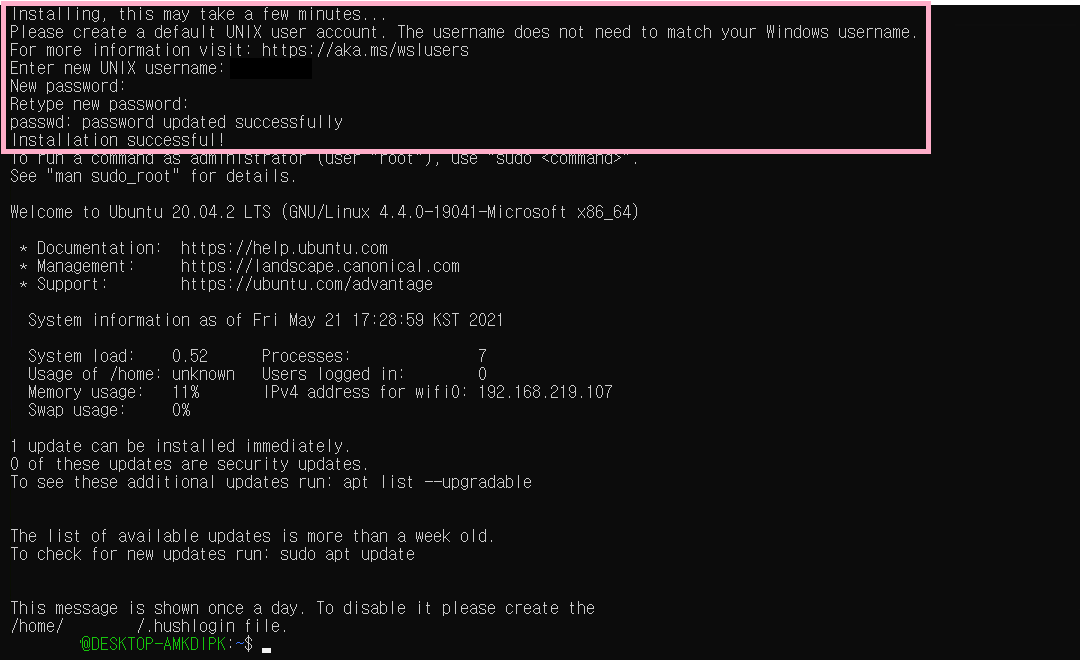 Installing, this may take a few minutes...
Please create a default UNIX user account. The username does not need to match your Windows username.
For more information visit: https://aka.ms/wslusers
Enter new UNIX username:
New password:
Retype new password:
passwd: password updated successfully
Installation successful!
To run a command as administrator (user "root"), use "sudo <command>".
See "man sudo_root" for details.
Welcome to Ubuntu 20.04.2 LTS (GNU/Linux 4.4.0-19041-Microsoft x86_64)
* Documentation:  https://help.ubuntu.com
* Management:     https://landscape.canonical.com
* Support:        https://ubuntu.com/advantage
System information as of Fri May 21 17:28:59 KST 2021
System load:    0.52      Processes:              7
Usage of /home: unknown   Users logged in:        0
Memory usage:   11%       IPv4 address for wifi0: 192.168.219.107
Swap usage:     0%
1 update can be installed immediately.
0 of these updates are security updates.
To see these additional updates run: apt list --upgradable
The list of available updates is more than a week old.
To check for new updates run: sudo apt update
This message is shown once a day. To disable it please create the
/home/        /.hushlogin file.
@DESKTOP-AMKDIPK:~$